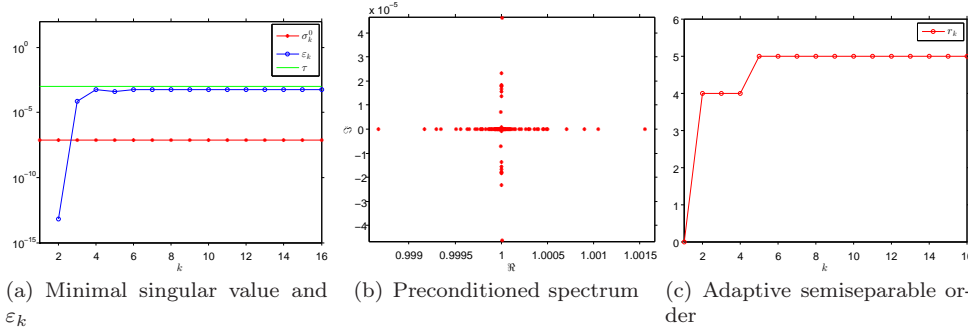 10^0
10^{-5}
10^{-10}
10^{-15}
2 4 6 8 10 12 14 16
k
σ_k^0
ε_k
τ
(a) Minimal singular value and
ε_k
x 10^{-5}
4
3
2
1
0
−1
−2
−3
−4
ℑ
0.999 0.9995 1 1.0005 1.001 1.0015
ℜ
(b) Preconditioned spectrum
6
5
4
3
2
1
0
2 4 6 8 10 12 14 16
k
r_k
(c) Adaptive semiseparable or-
der